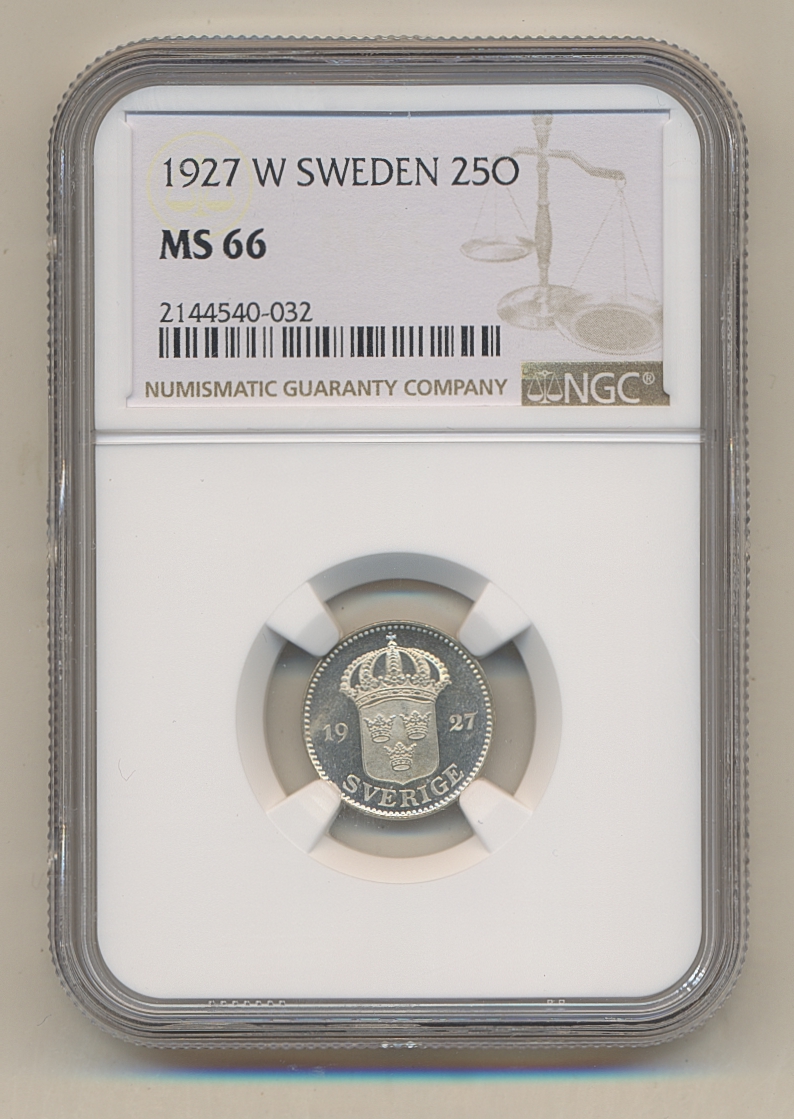 1927 W SWEDEN 25O
MS 66
2144540-032
NUMISMATIC GUARANTY COMPANY NGC®
19 27
SVERIGE